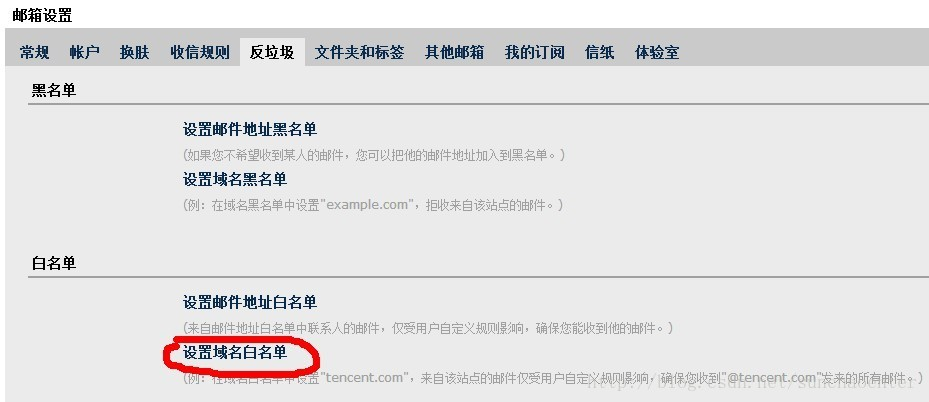 邮箱设置
常规 帐户 换肤 收信规则 反垃圾 文件夹和标签 其他邮箱 我的订阅 信纸 体验室
黑名单
设置邮件地址黑名单
(如果您不希望收到某人的邮件，您可以把他的邮件地址加入到黑名单。)
设置域名黑名单
(例：在域名黑名单中设置"example.com"，拒收来自该站点的邮件。)
白名单
设置邮件地址白名单
(来自邮件地址白名单中联系人的邮件，仅受用户自定义规则影响，确保您能收到他的邮件。)
设置域名白名单
(例：在域名白名单中设置"tencent.com"，来自该站点的邮件仅受用户自定义规则影响，确保您收到"@tencent.com"发来的所有邮件。)